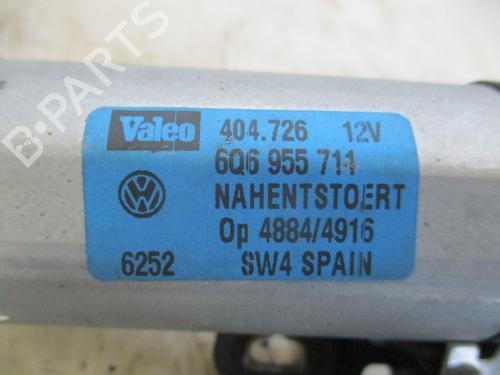 Valeo 404.726 12V
6Q6 955 711
NAHENTSTOERT
Op 4884/4916
6252 SW4 SPAIN
B-PARTS